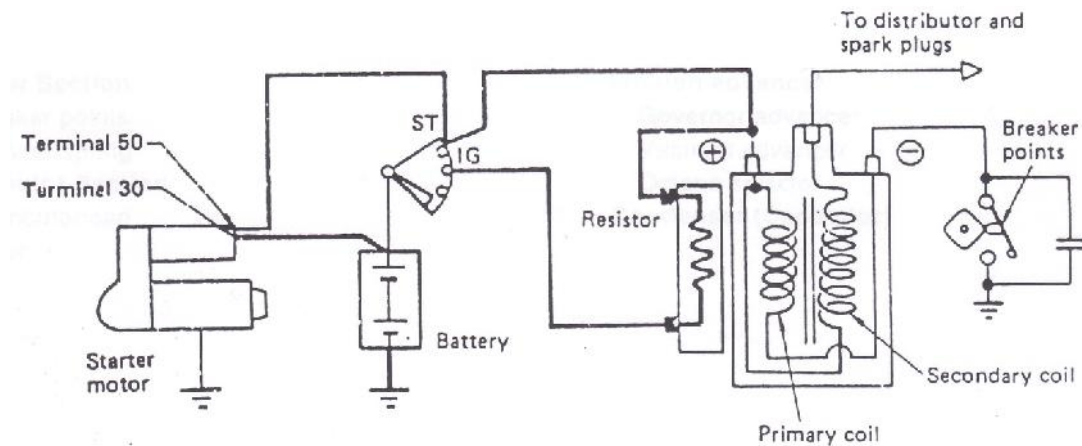 To distributor and
spark plugs
ST
Terminal 50
IG
⊕
⊖
Breaker
points
Terminal 30
Resistor
Battery
Starter
motor
Secondary coil
Primary coil